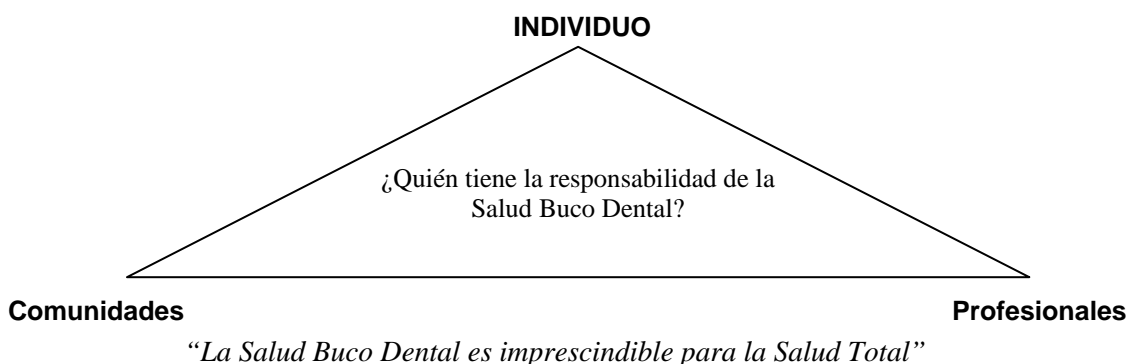 INDIVIDUO
¿Quién tiene la responsabilidad de la
Salud Buco Dental?
Comunidades
Profesionales
“La Salud Buco Dental es imprescindible para la Salud Total”